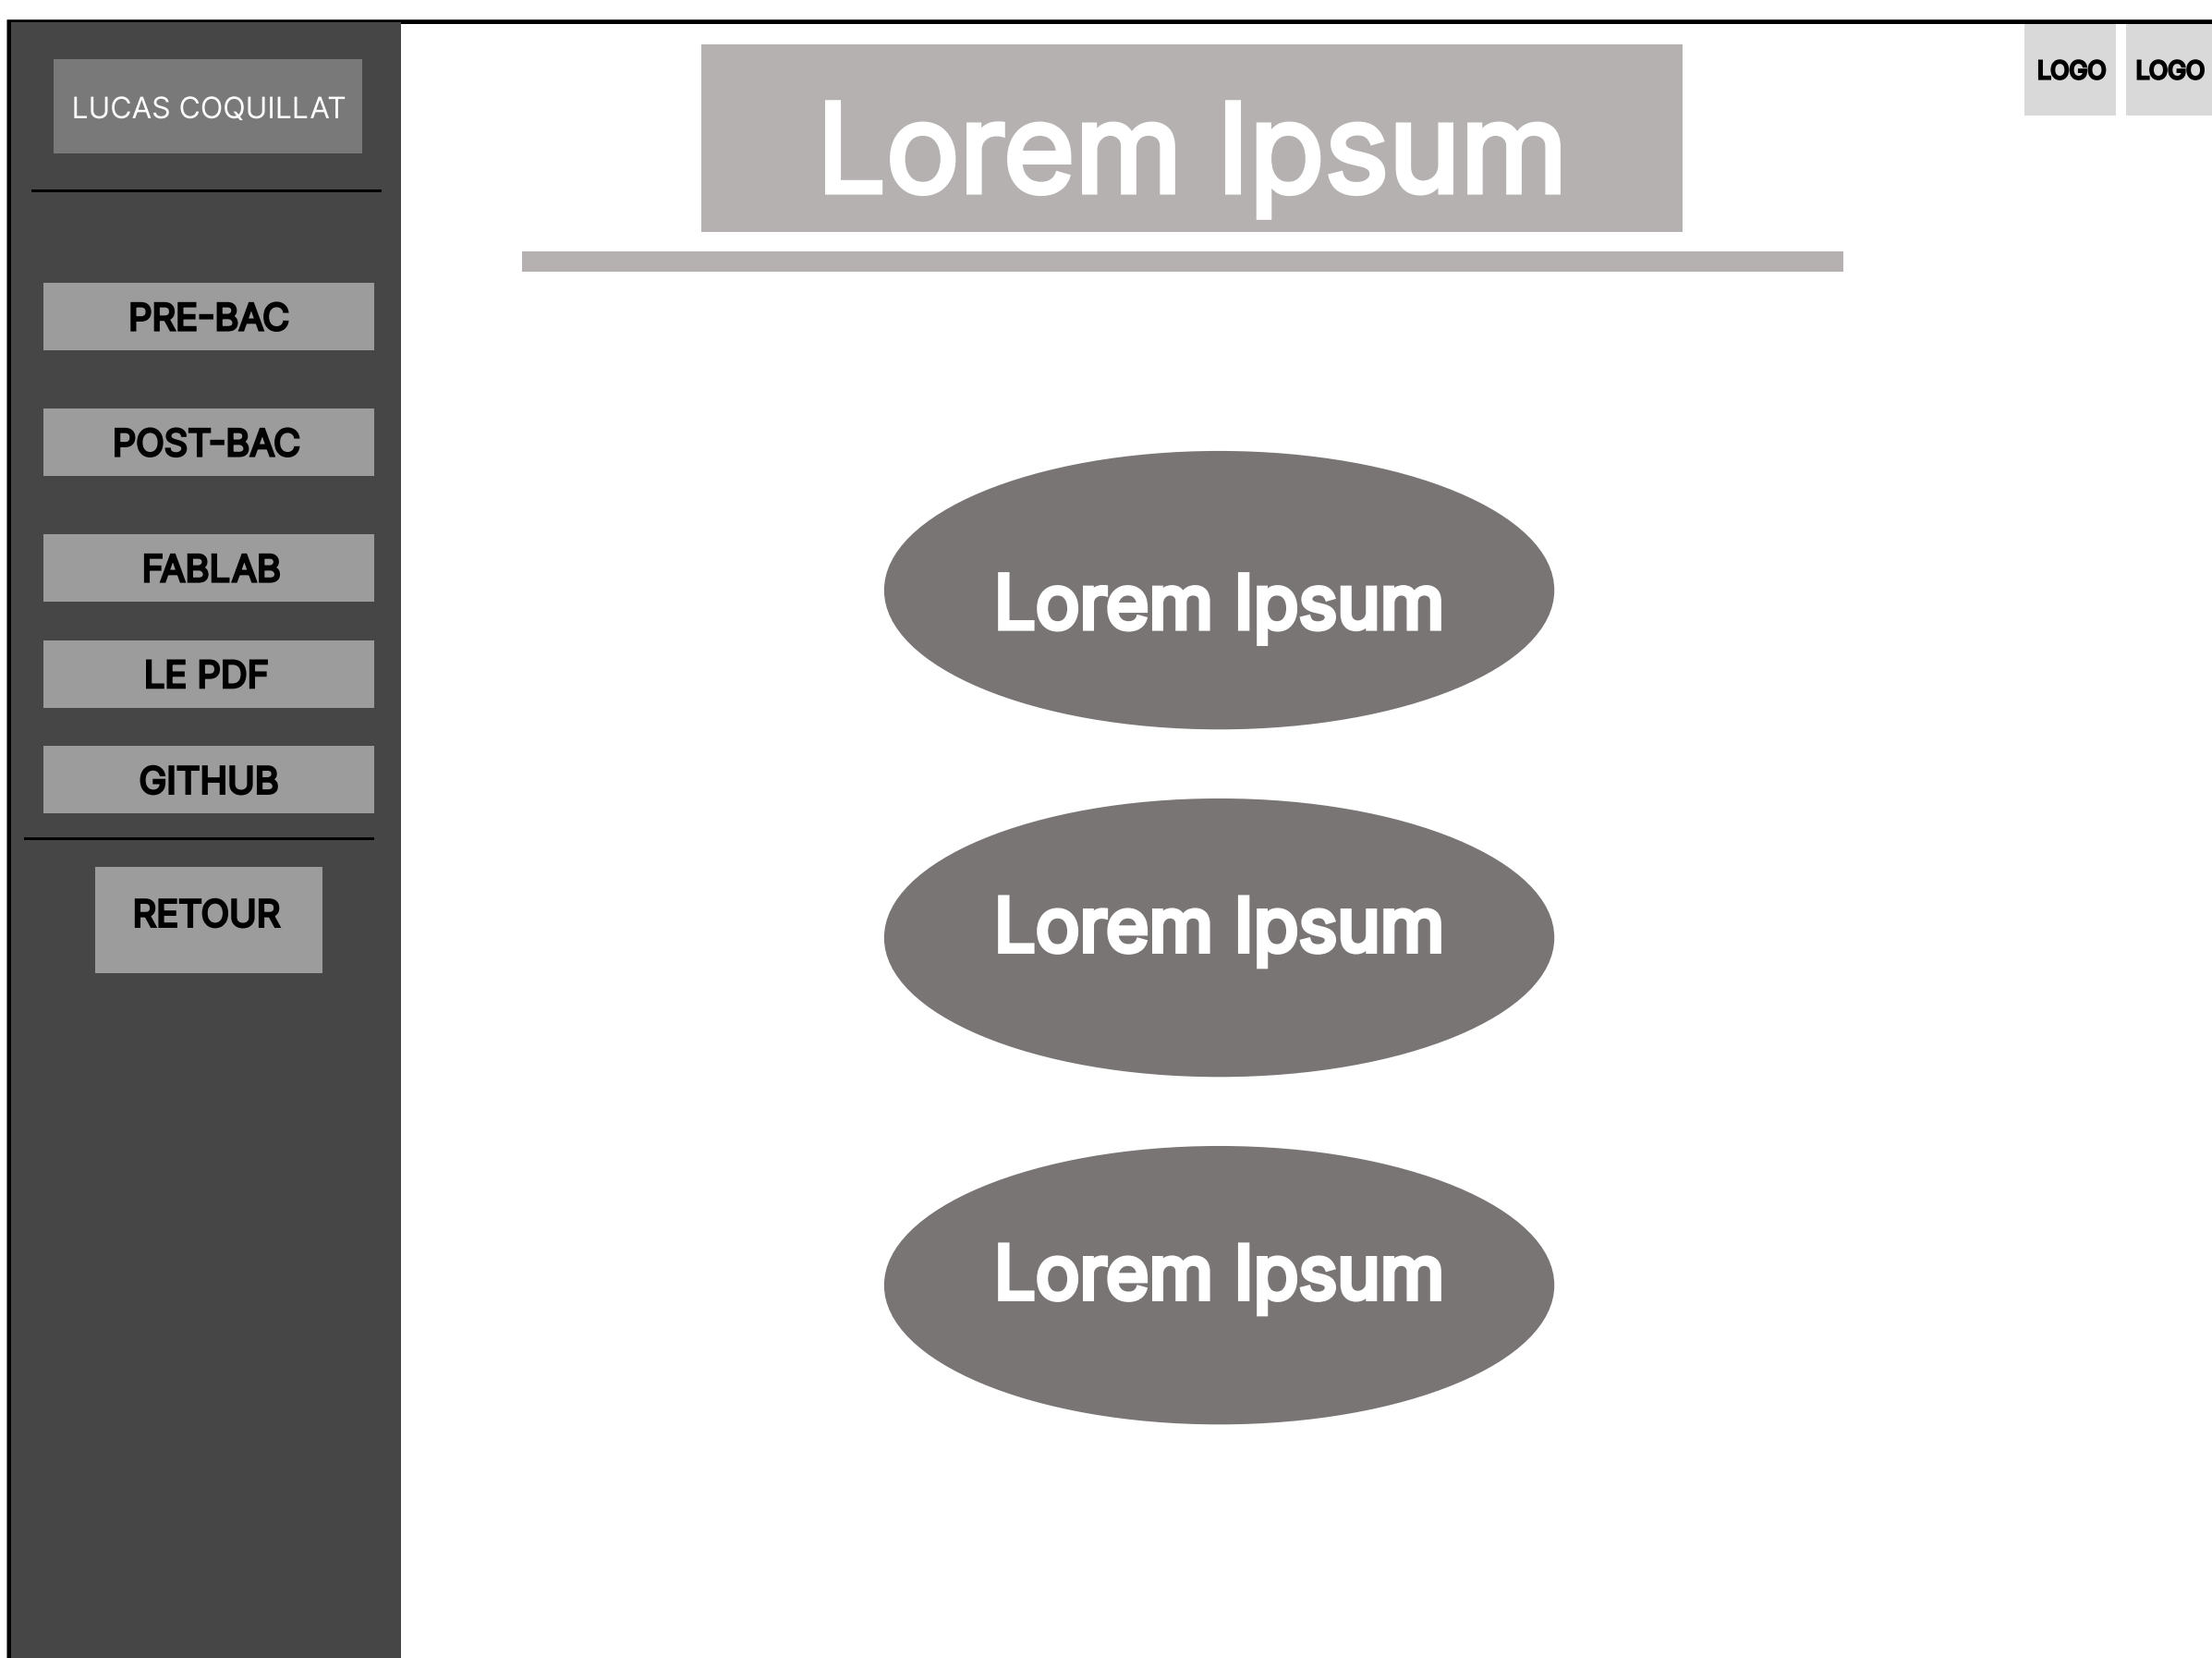 LUCAS COQUILLAT
PRE-BAC
POST-BAC
FABLAB
LE PDF
GITHUB
RETOUR
Lorem Ipsum
LOGO LOGO
Lorem Ipsum
Lorem Ipsum
Lorem Ipsum